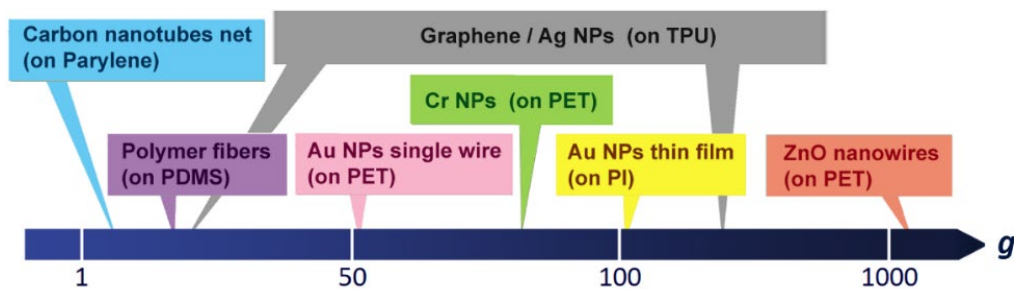 Carbon nanotubes net
(on Parylene)
Graphene / Ag NPs (on TPU)
Cr NPs (on PET)
Polymer fibers
(on PDMS)
Au NPs single wire
(on PET)
Au NPs thin film
(on PI)
ZnO nanowires
(on PET)
g
1
50
100
1000